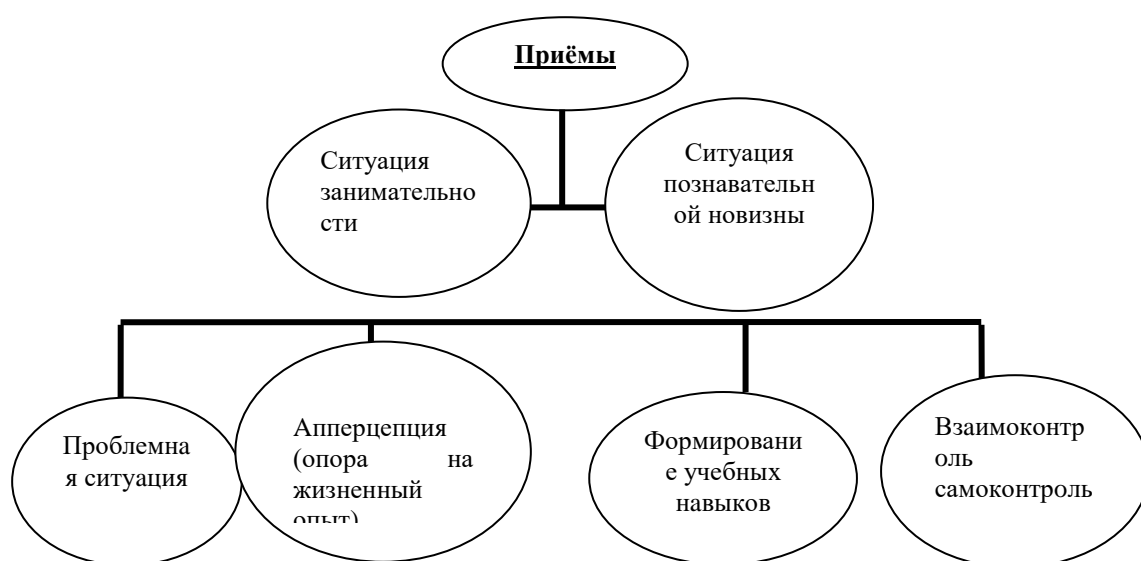 Приёмы
Ситуация
занимательно
сти
Ситуация
познавательн
ой новизны
Проблемна
я ситуация
Апперцепция
(опора на
жизненный
опыт)
Формировани
е учебных
навыков
Взаимоконтр
оль
самоконтроль